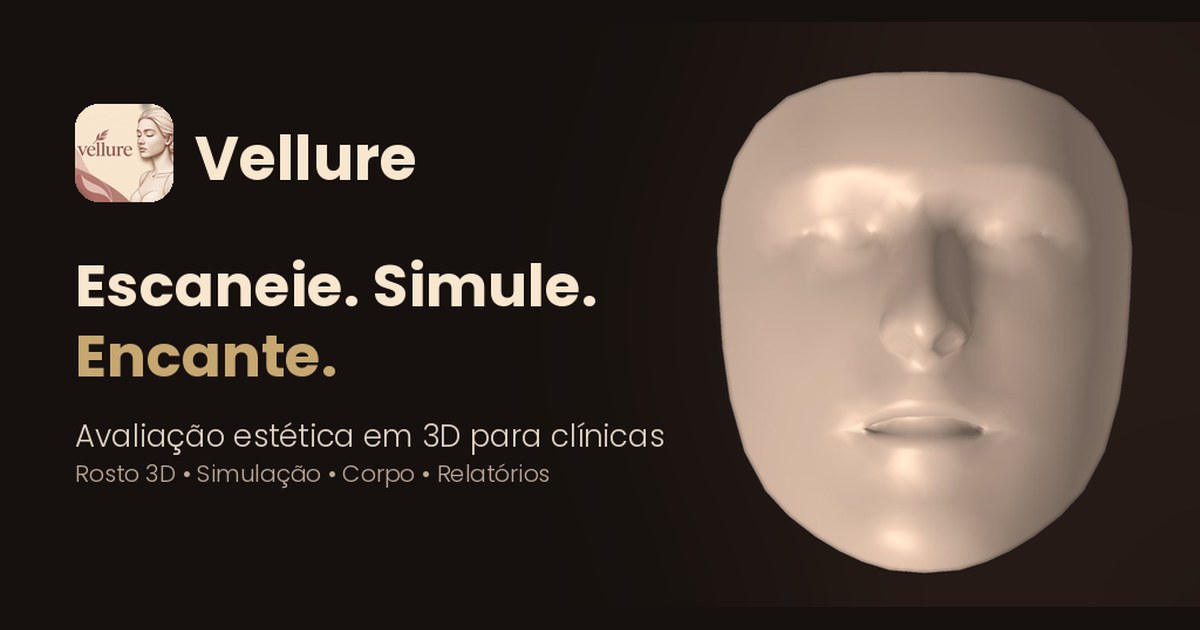 vellure
Vellure
Escaneie. Simule.
Encante.
Avaliação estética em 3D para clínicas
Rosto 3D • Simulação • Corpo • Relatórios